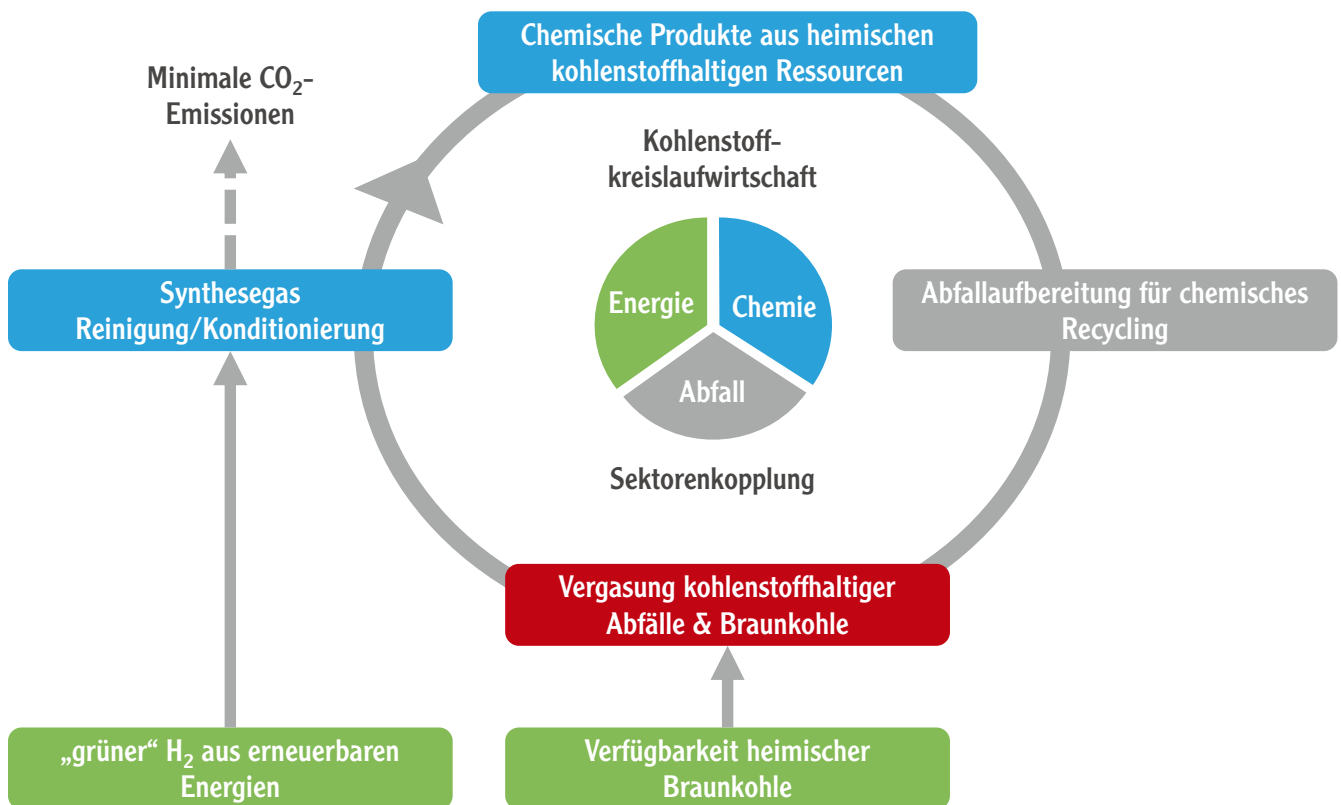 Chemische Produkte aus heimischen
kohlenstoffhaltigen Ressourcen
Minimale CO₂-
Emissionen
Kohlenstoff-
kreislaufwirtschaft
Energie
Chemie
Abfall
Sektorenkopplung
Synthesegas
Reinigung/Konditionierung
Abfallaufbereitung für chemisches
Recycling
Vergasung kohlenstoffhaltiger
Abfälle & Braunkohle
„grüner“ H₂ aus erneuerbaren
Energien
Verfügbarkeit heimischer
Braunkohle